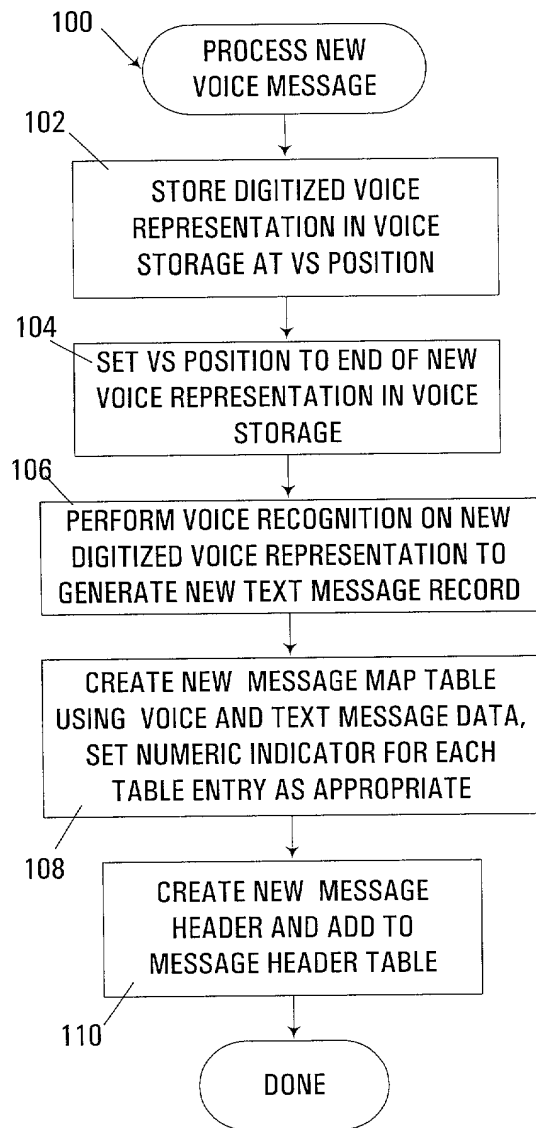 100
PROCESS NEW
VOICE MESSAGE
102
STORE DIGITIZED VOICE
REPRESENTATION IN VOICE
STORAGE AT VS POSITION
104
SET VS POSITION TO END OF NEW
VOICE REPRESENTATION IN VOICE
STORAGE
106
PERFORM VOICE RECOGNITION ON NEW
DIGITIZED VOICE REPRESENTATION TO
GENERATE NEW TEXT MESSAGE RECORD
CREATE NEW MESSAGE MAP TABLE
USING VOICE AND TEXT MESSAGE DATA,
SET NUMERIC INDICATOR FOR EACH
TABLE ENTRY AS APPROPRIATE
108
CREATE NEW MESSAGE
HEADER AND ADD TO
MESSAGE HEADER TABLE
110
DONE